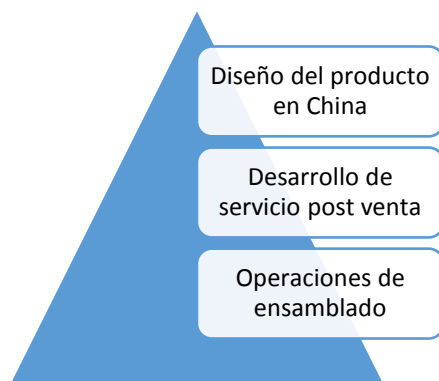 Diseño del producto
en China
Desarrollo de
servicio post venta
Operaciones de
ensamblado